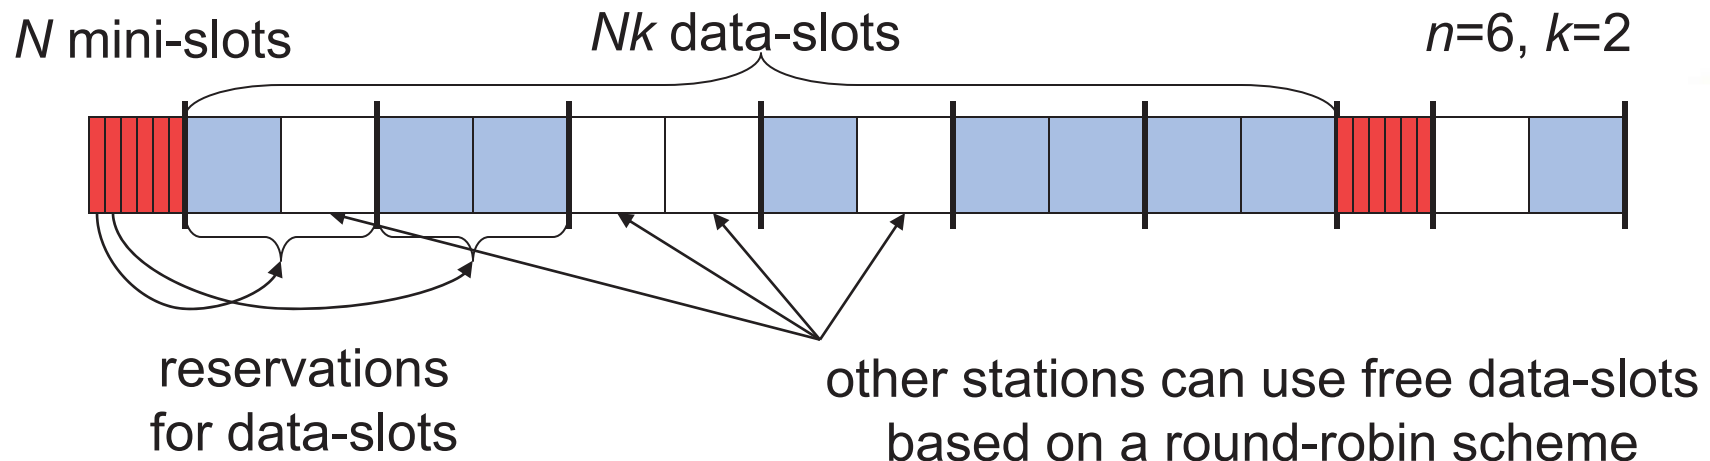 N mini-slots
Nk data-slots
n=6, k=2
reservations
for data-slots
other stations can use free data-slots
based on a round-robin scheme